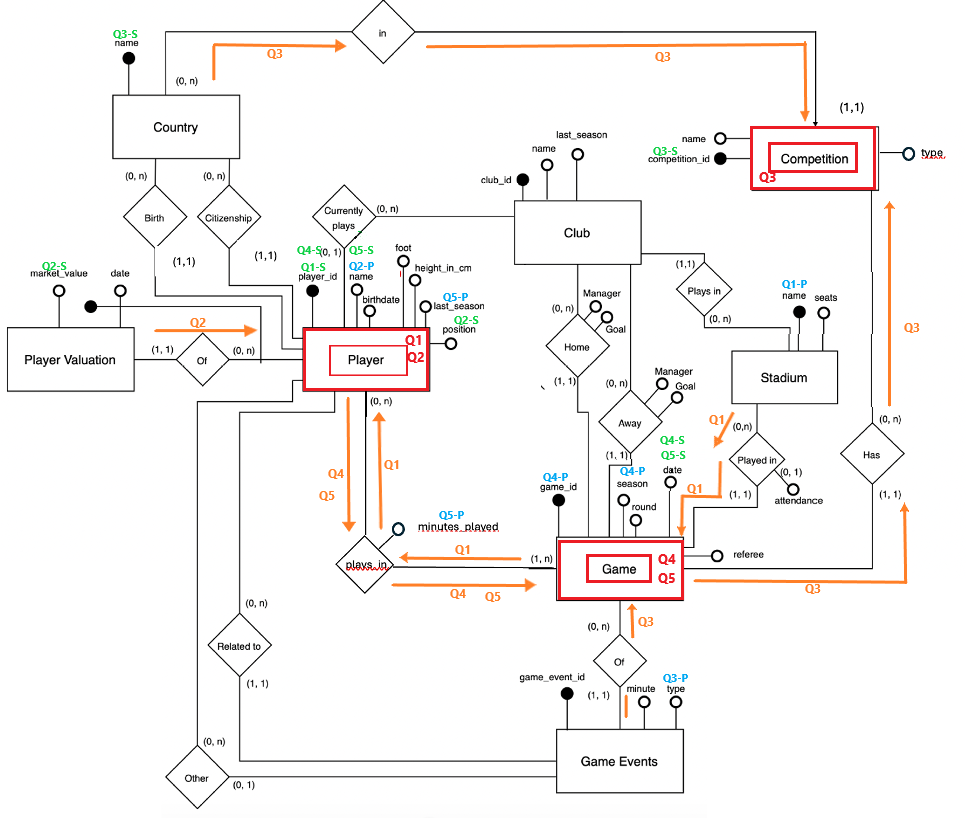 Q3-S
name
in
Q3
Q3
(0, n)
(1,1)
Country
Q3-S
name
competition_id
Competition
Q3
type
last_season
name
club_id
(0, n)
(0, n)
Birth
Citizenship
Currently
plays
(0, n)
Club
(1,1)
(1,1)
Q4-S
(0, 1)
Q5-S
foot
(1,1)
Plays in
(0, n)
Q2-S
market_value
date
Q1-S
player_id
Q2-P
name
birthdate
height_in_cm
Q5-P
last_season
Q2-S
position
Manager
Goal
(0, n)
Home
(1, 1)
Q1-P
name
seats
Q2
Player Valuation
(1, 1)
Of
(0, n)
Player
Q1
Q2
Stadium
Q3
(0, n)
Manager
Goal
Away
(1, 1)
(0, n)
Q1
(0,n)
(0, n)
Has
(1, 1)
Q4
Q5
Q1
Q4-S
Q5-S
date
Played in
(0, 1)
(1, 1)
attendance
Q1
Q4-P
game_id
Q4-P
season
round
Q5-P
minutes_played
plays_in
Q1
(1, n)
Game
Q4
Q5
referee
Q4
Q5
Q3
(0, n)
Related to
(1, 1)
(0, n)
Q3
Of
(1, 1)
game_event_id
minute
Q3-P
type
(0, n)
Other
(0, 1)
Game Events